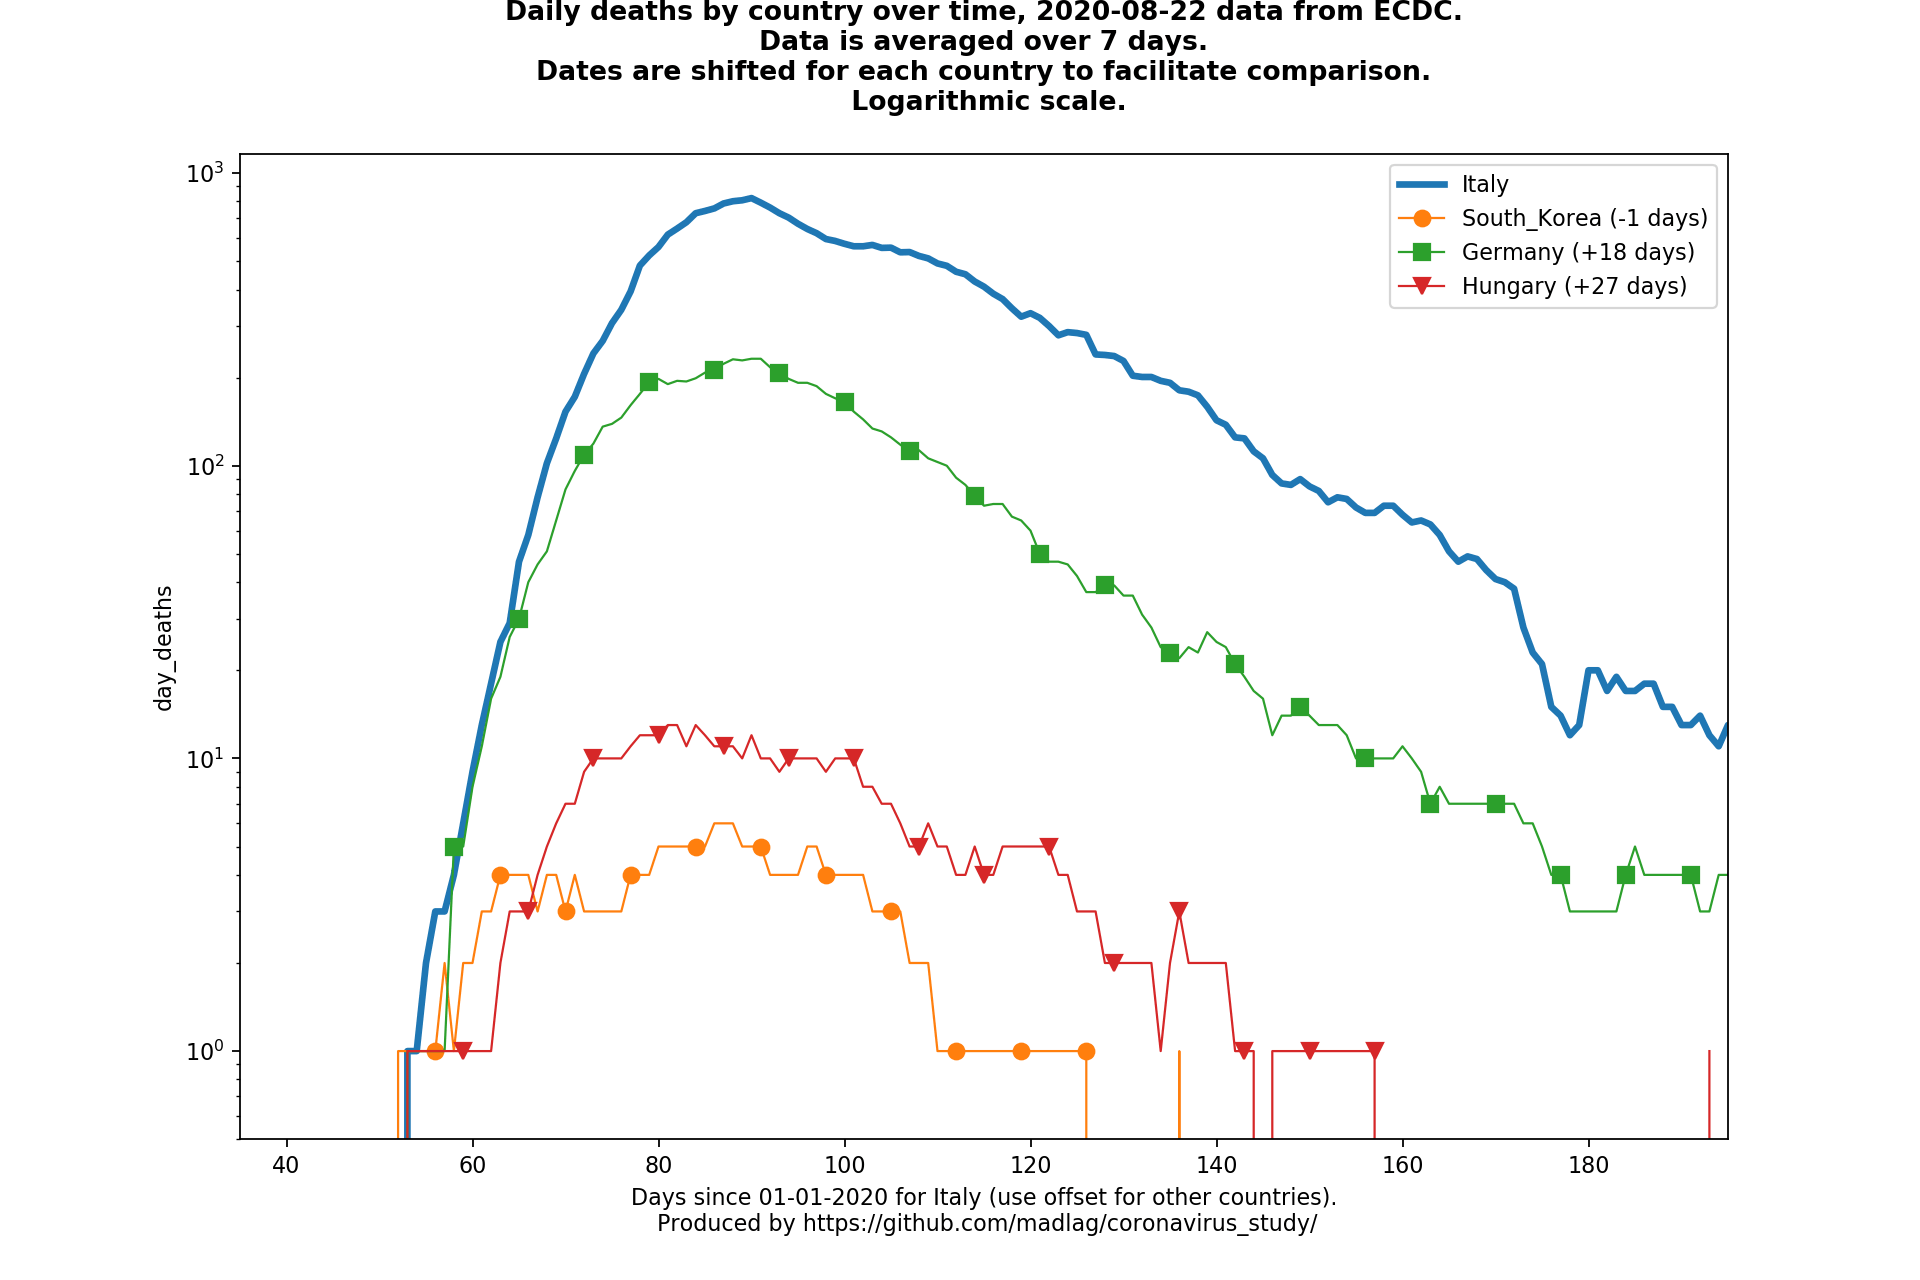 Daily deaths by country over time, 2020-08-22 data from ECDC.
Data is averaged over 7 days.
Dates are shifted for each country to facilitate comparison.
Logarithmic scale.
Italy
South_Korea (-1 days)
Germany (+18 days)
Hungary (+27 days)
day_deaths
10³
10²
10¹
10⁰
40 60 80 100 120 140 160 180
Days since 01-01-2020 for Italy (use offset for other countries).
Produced by https://github.com/madlag/coronavirus_study/